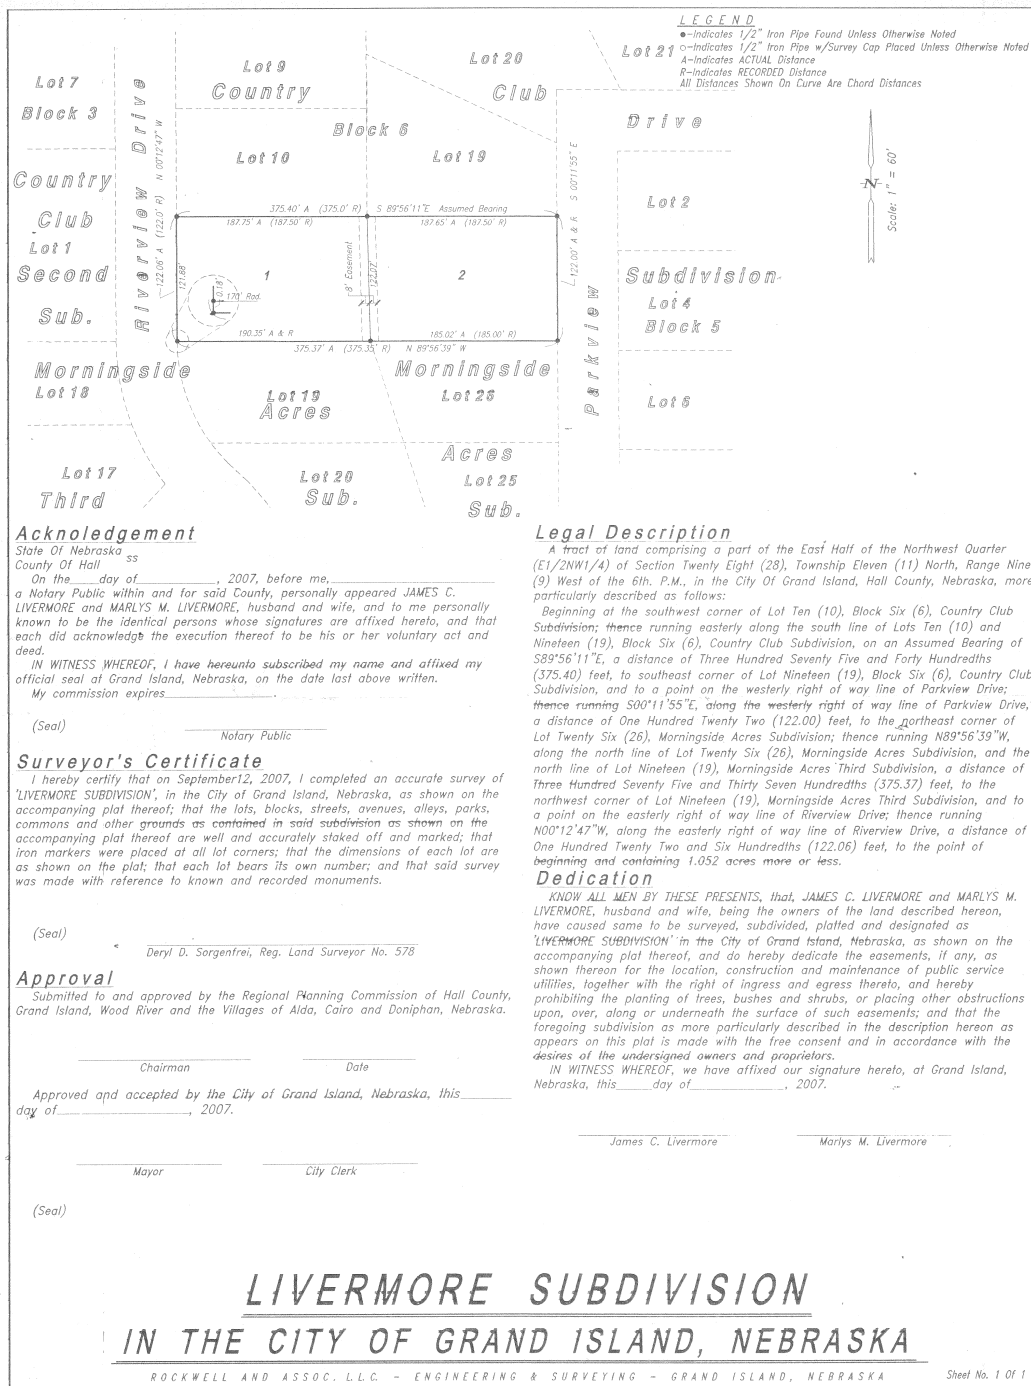 LEGEND
●-Indicates 1/2" Iron Pipe Found Unless Otherwise Noted
○-Indicates 1/2" Iron Pipe w/Survey Cap Placed Unless Otherwise Noted
A-Indicates ACTUAL Distance
R-Indicates RECORDED Distance
All Distances Shown On Curve Are Chord Distances
Lot 7
Block 3
Country
Club
Lot 1
Second
Sub.
Riverview Drive
Lot 9
Country
Lot 20
Club
Lot 21
Block 6
Lot 10
Lot 19
Drive
Lot 2
Subdivision
Lot 4
Block 5
Lot 6
Parkview
N
Scale: 1" = 60'
N 00°12'47" W
122.06' A (122.0' R)
S 00°11'55" E
122.00' A & R
375.40' A (375.0' R) S 89°56'11"E Assumed Bearing
187.75' A (187.50' R)
187.65' A (187.50' R)
1
2
8' Easement
122.07'
121.88'
0.18'
170' Rad.
190.35' A & R
185.02' A (185.00' R)
375.37' A (375.35' R) N 89°56'39" W
Morningside
Lot 18
Lot 17
Third
Lot 19
Acres
Lot 20
Sub.
Morningside
Lot 26
Acres
Lot 25
Sub.
Acknoledgement
State Of Nebraska
ss
County Of Hall
On the____day of__________, 2007, before me,____________________
a Notary Public within and for said County, personally appeared JAMES C.
LIVERMORE and MARLYS M. LIVERMORE, husband and wife, and to me personally
known to be the identical persons whose signatures are affixed hereto, and that
each did acknowledge the execution thereof to be his or her voluntary act and
deed.
IN WITNESS WHEREOF, I have hereunto subscribed my name and affixed my
official seal at Grand Island, Nebraska, on the date last above written.
My commission expires______________.
(Seal)
Notary Public
Surveyor's Certificate
I hereby certify that on September12, 2007, I completed an accurate survey of
'LIVERMORE SUBDIVISION', in the City of Grand Island, Nebraska, as shown on the
accompanying plat thereof; that the lots, blocks, streets, avenues, alleys, parks,
commons and other grounds as contained in said subdivision as shown on the
accompanying plat thereof are well and accurately staked off and marked; that
iron markers were placed at all lot corners; that the dimensions of each lot are
as shown on the plat; that each lot bears its own number; and that said survey
was made with reference to known and recorded monuments.
(Seal)
Deryl D. Sorgenfrei, Reg. Land Surveyor No. 578
Approval
Submitted to and approved by the Regional Planning Commission of Hall County,
Grand Island, Wood River and the Villages of Alda, Cairo and Doniphan, Nebraska.
Chairman Date
Approved and accepted by the City of Grand Island, Nebraska, this______
day of________________, 2007.
Mayor City Clerk
(Seal)
Legal Description
A tract of land comprising a part of the East Half of the Northwest Quarter
(E1/2NW1/4) of Section Twenty Eight (28), Township Eleven (11) North, Range Nine
(9) West of the 6th. P.M., in the City Of Grand Island, Hall County, Nebraska, more
particularly described as follows:
Beginning at the southwest corner of Lot Ten (10), Block Six (6), Country Club
Subdivision; thence running easterly along the south line of Lots Ten (10) and
Nineteen (19), Block Six (6), Country Club Subdivision, on an Assumed Bearing of
S89°56'11"E, a distance of Three Hundred Seventy Five and Forty Hundredths
(375.40) feet, to southeast corner of Lot Nineteen (19), Block Six (6), Country Club
Subdivision, and to a point on the westerly right of way line of Parkview Drive;
thence running S00°11'55"E, along the westerly right of way line of Parkview Drive,
a distance of One Hundred Twenty Two (122.00) feet, to the northeast corner of
Lot Twenty Six (26), Morningside Acres Subdivision; thence running N89°56'39"W,
along the north line of Lot Twenty Six (26), Morningside Acres Subdivision, and the
north line of Lot Nineteen (19), Morningside Acres Third Subdivision, a distance of
Three Hundred Seventy Five and Thirty Seven Hundredths (375.37) feet, to the
northwest corner of Lot Nineteen (19), Morningside Acres Third Subdivision, and to
a point on the easterly right of way line of Riverview Drive; thence running
N00°12'47"W, along the easterly right of way line of Riverview Drive, a distance of
One Hundred Twenty Two and Six Hundredths (122.06) feet, to the point of
beginning and containing 1.052 acres more or less.
Dedication
KNOW ALL MEN BY THESE PRESENTS, that, JAMES C. LIVERMORE and MARLYS M.
LIVERMORE, husband and wife, being the owners of the land described hereon,
have caused same to be surveyed, subdivided, platted and designated as
'LIVERMORE SUBDIVISION' in the City of Grand Island, Nebraska, as shown on the
accompanying plat thereof, and do hereby dedicate the easements, if any, as
shown thereon for the location, construction and maintenance of public service
utilities, together with the right of ingress and egress thereto, and hereby
prohibiting the planting of trees, bushes and shrubs, or placing other obstructions
upon, over, along or underneath the surface of such easements; and that the
foregoing subdivision as more particularly described in the description hereon as
appears on this plat is made with the free consent and in accordance with the
desires of the undersigned owners and proprietors.
IN WITNESS WHEREOF, we have affixed our signature hereto, at Grand Island,
Nebraska, this_____day of____________, 2007.
James C. Livermore Marlys M. Livermore
LIVERMORE SUBDIVISION
IN THE CITY OF GRAND ISLAND, NEBRASKA
ROCKWELL AND ASSOC. L.L.C. - ENGINEERING & SURVEYING - GRAND ISLAND, NEBRASKA
Sheet No. 1 Of 1